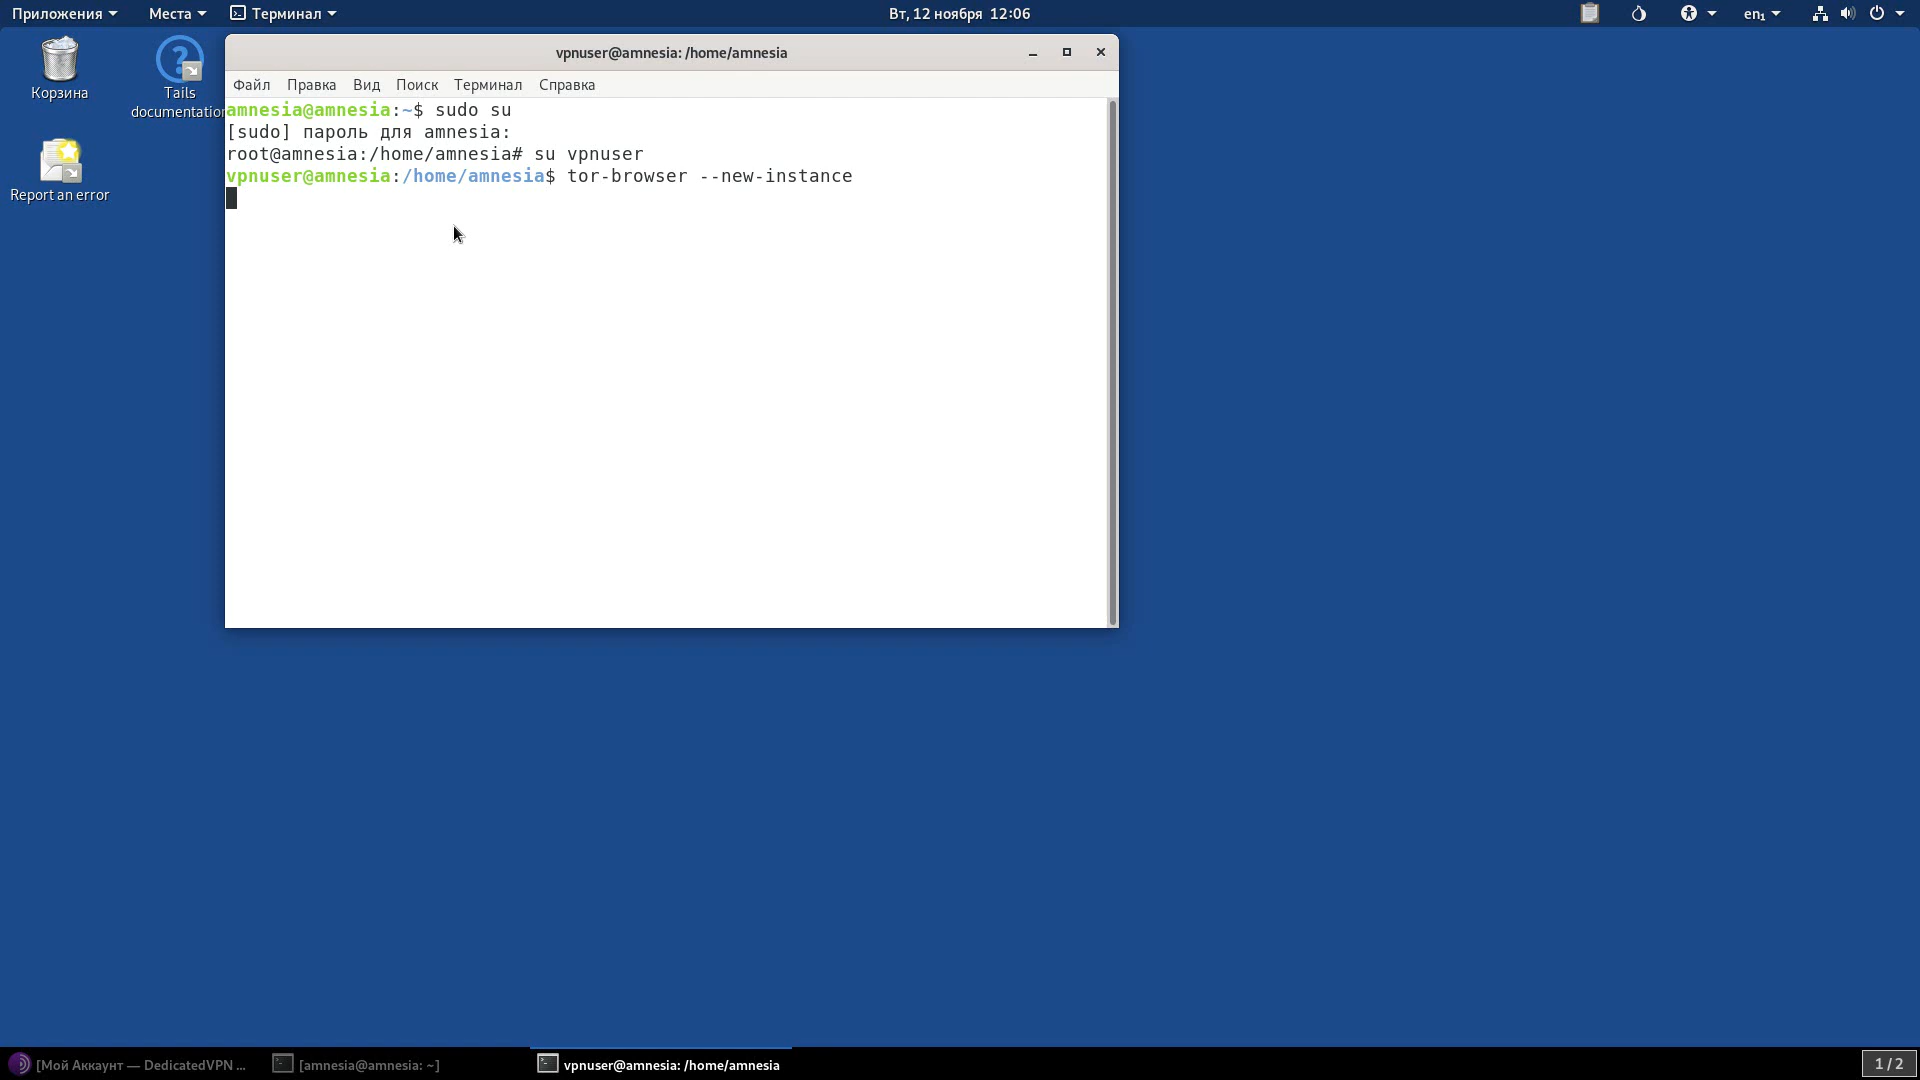 Приложения
Места
Терминал
Вт, 12 ноября 12:06
en₁
Корзина
Tails
documentation
Report an error
vpnuser@amnesia: /home/amnesia
Файл Правка Вид Поиск Терминал Справка
amnesia@amnesia:~$ sudo su
[sudo] пароль для amnesia:
root@amnesia:/home/amnesia# su vpnuser
vpnuser@amnesia:/home/amnesia$ tor-browser --new-instance
[Мой Аккаунт — DedicatedVPN ...
[amnesia@amnesia: ~]
vpnuser@amnesia: /home/amnesia
1 / 2